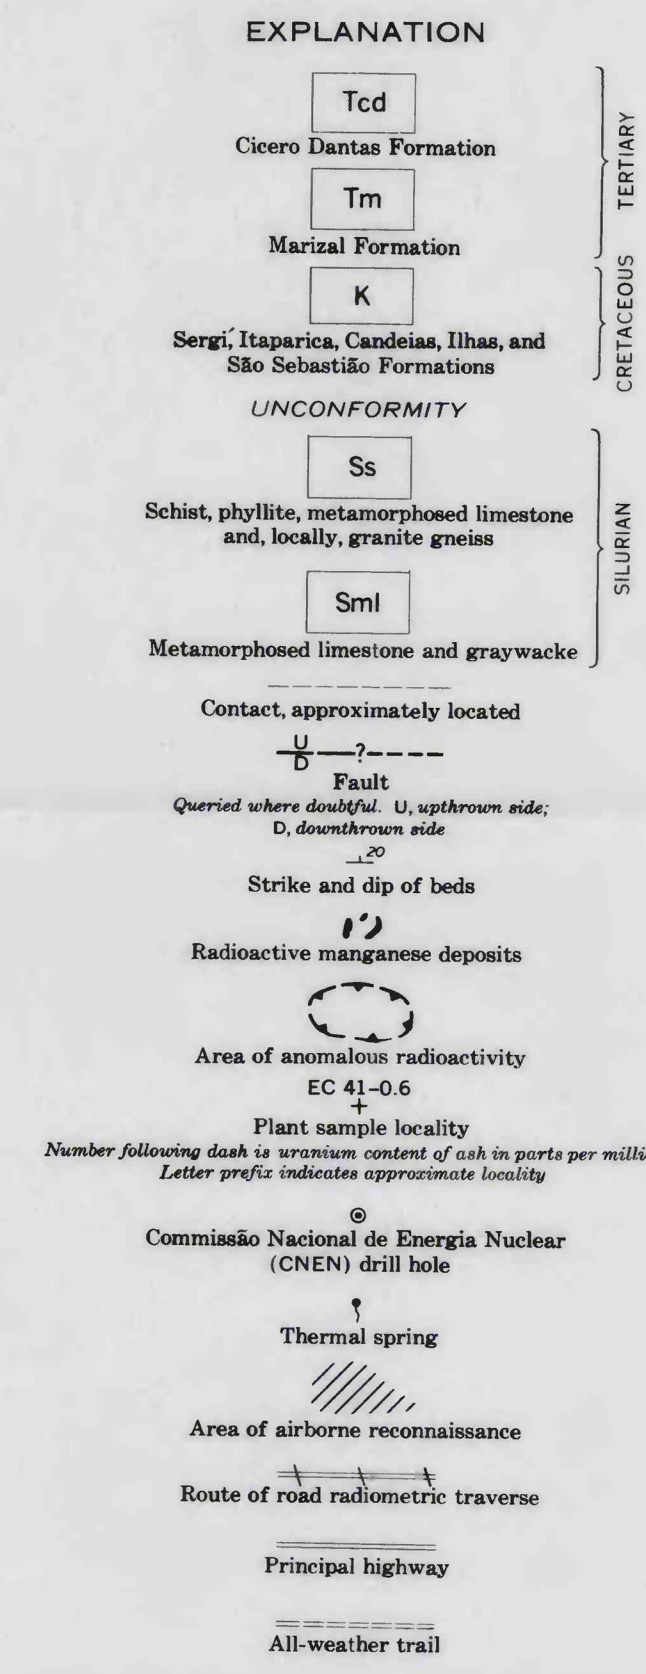 EXPLANATION
Tcd
Cicero Dantas Formation
Tm
Marizal Formation
TERTIARY
K
Sergi, Itaparica, Candeias, Ilhas, and
São Sebastião Formations
CRETACEOUS
UNCONFORMITY
Ss
Schist, phyllite, metamorphosed limestone
and, locally, granite gneiss
Sml
Metamorphosed limestone and graywacke
SILURIAN
Contact, approximately located
U
?
D
Fault
Queried where doubtful. U, upthrown side;
D, downthrown side
20
Strike and dip of beds
Radioactive manganese deposits
Area of anomalous radioactivity
EC 41-0.6
Plant sample locality
Number following dash is uranium content of ash in parts per milli
Letter prefix indicates approximate locality
Commissão Nacional de Energia Nuclear
(CNEN) drill hole
Thermal spring
Area of airborne reconnaissance
Route of road radiometric traverse
Principal highway
All-weather trail